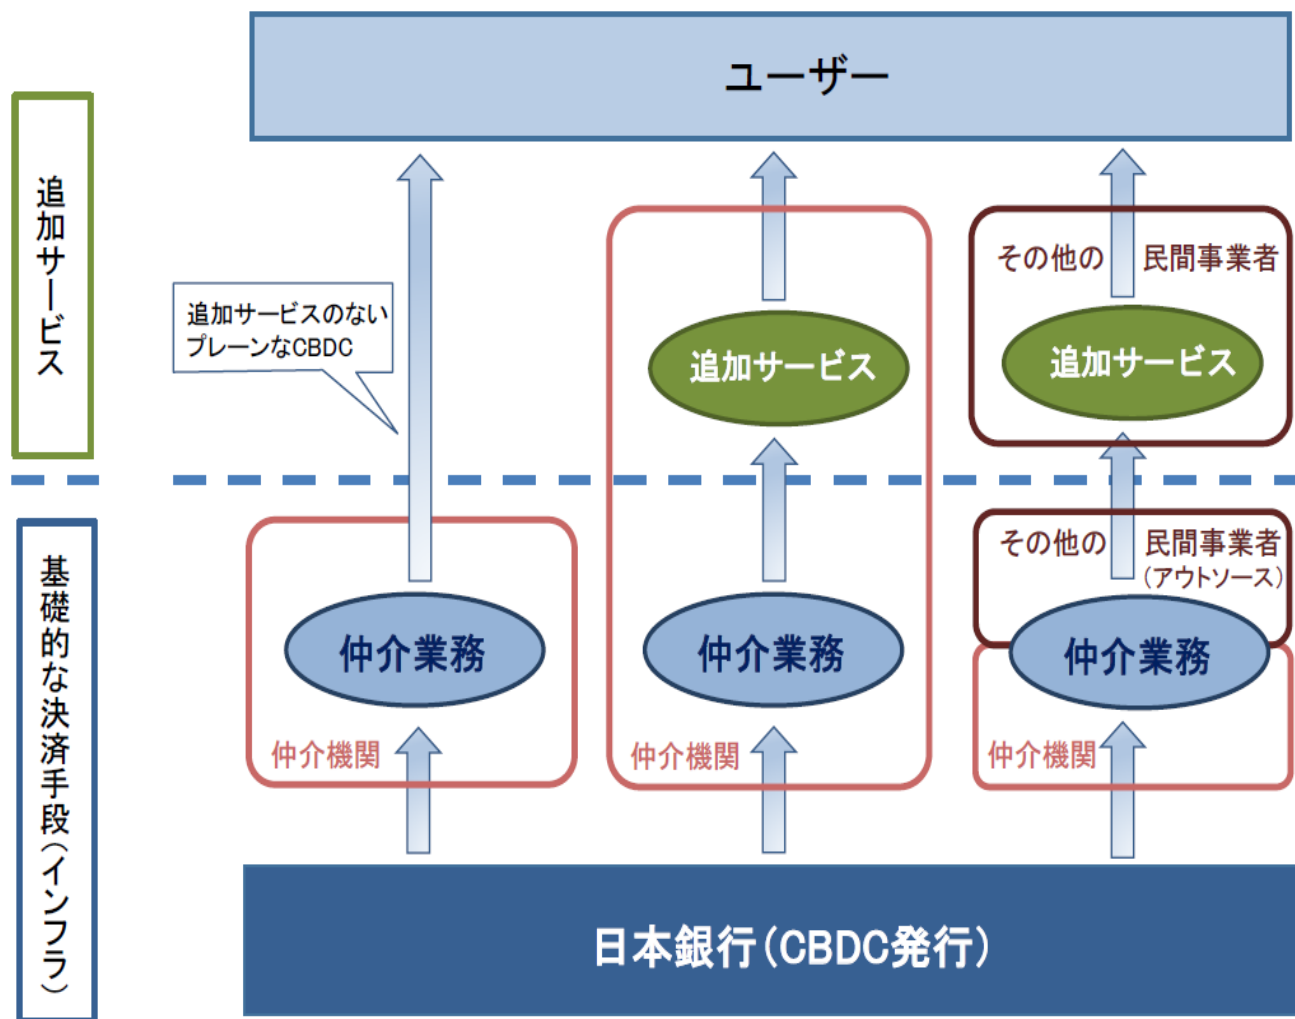 ユーザー
追加サービス
追加サービスのない
プレーンなCBDC
追加サービス
その他の 民間事業者
追加サービス
基礎的な決済手段(インフラ)
仲介業務
仲介機関
仲介業務
仲介機関
その他の 民間事業者
(アウトソース)
仲介業務
仲介機関
日本銀行(CBDC発行)